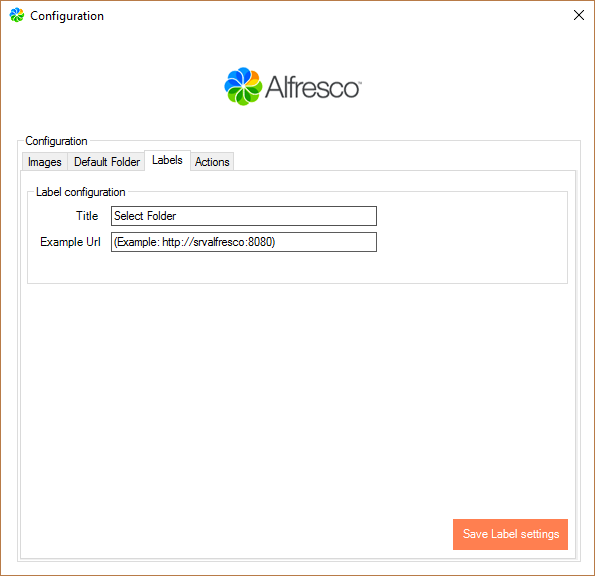 Configuration
Alfresco™
Configuration
Images Default Folder Labels Actions
Label configuration
Title Select Folder
Example Url (Example: http://srvalfresco:8080)
Save Label settings